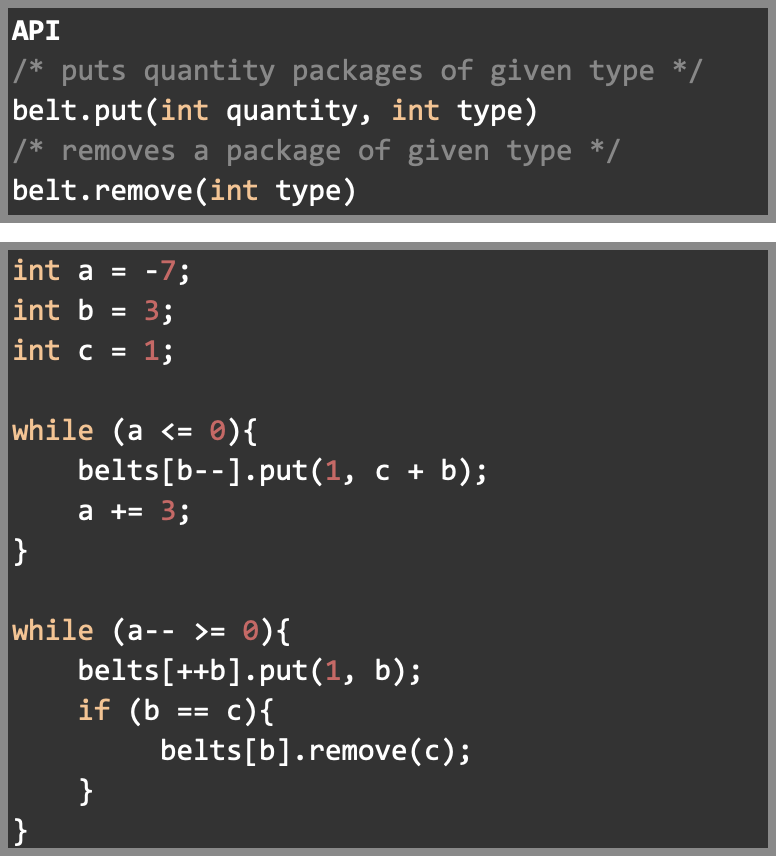 API
/* puts quantity packages of given type */
belt.put(int quantity, int type)
/* removes a package of given type */
belt.remove(int type)
int a = -7;
int b = 3;
int c = 1;
while (a <= 0){
belts[b--].put(1, c + b);
a += 3;
}
while (a-- >= 0){
belts[++b].put(1, b);
if (b == c){
belts[b].remove(c);
}
}